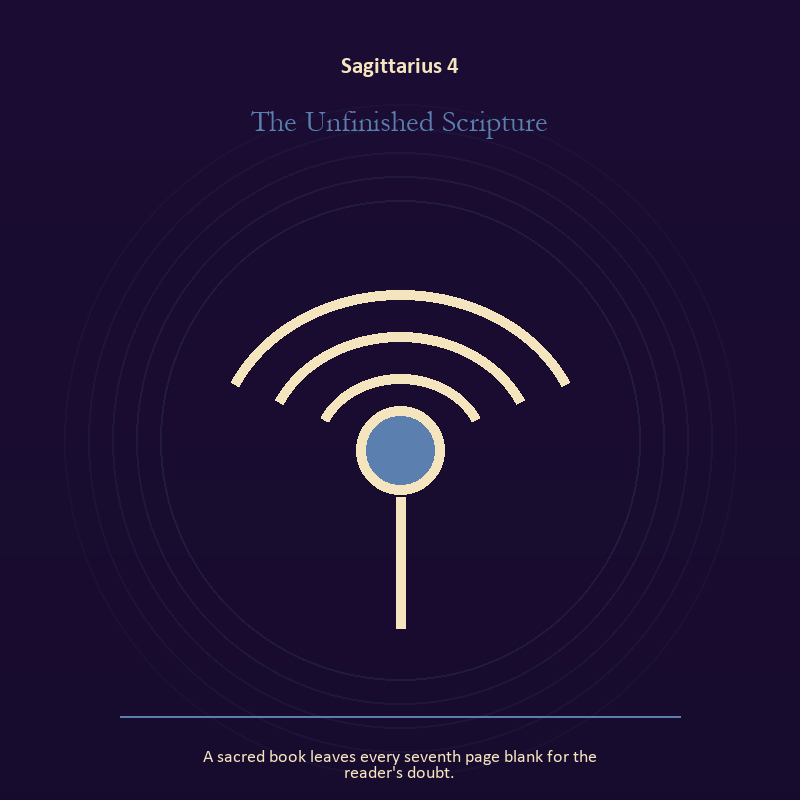 Sagittarius 4
The Unfinished Scripture
A sacred book leaves every seventh page blank for the
reader's doubt.